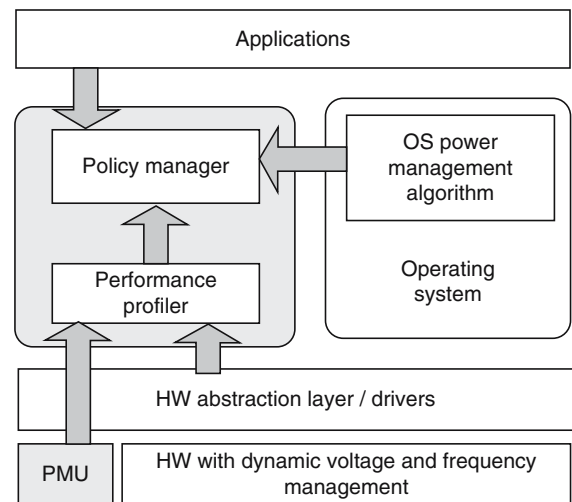 Applications
Policy manager
OS power
management
algorithm
Performance
profiler
Operating
system
HW abstraction layer / drivers
PMU
HW with dynamic voltage and frequency
management